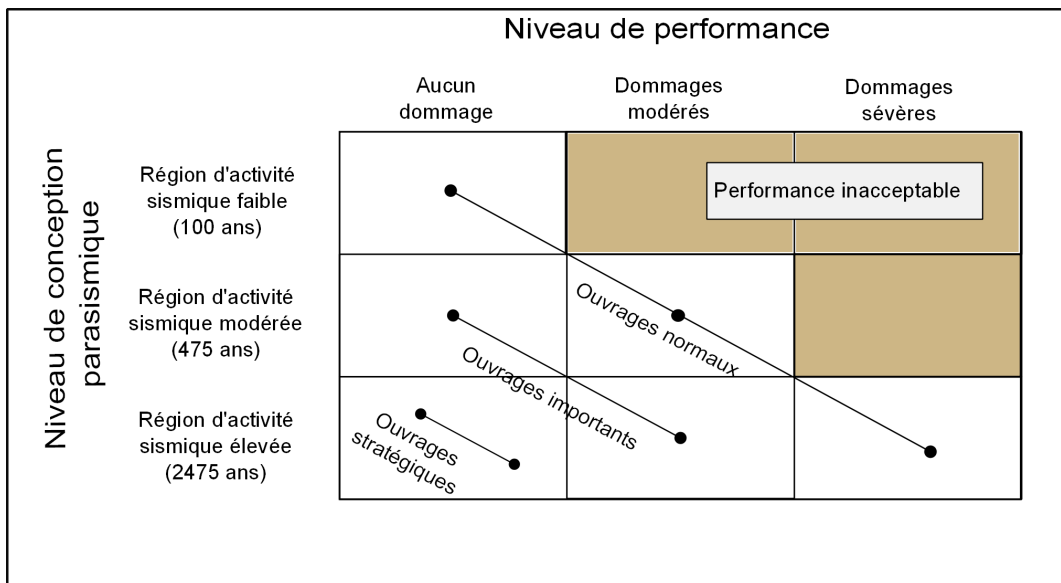 Niveau de performance
Aucun
dommage
Dommages
modérés
Dommages
sévères
Niveau de conception
parasismique
Région d'activité
sismique faible
(100 ans)
Performance inacceptable
Région d'activité
sismique modérée
(475 ans)
Ouvrages normaux
Ouvrages importants
Région d'activité
sismique élevée
(2475 ans)
Ouvrages
stratégiques